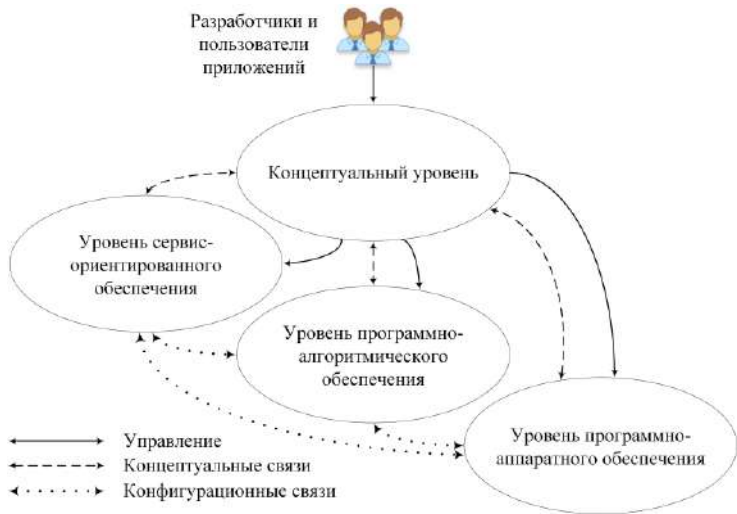 Разработчики и
пользователи
приложений
Концептуальный уровень
Уровень сервис-
ориентированного
обеспечения
Уровень программно-
алгоритмического
обеспечения
Уровень программно-
аппаратного обеспечения
Управление
Концептуальные связи
Конфигурационные связи